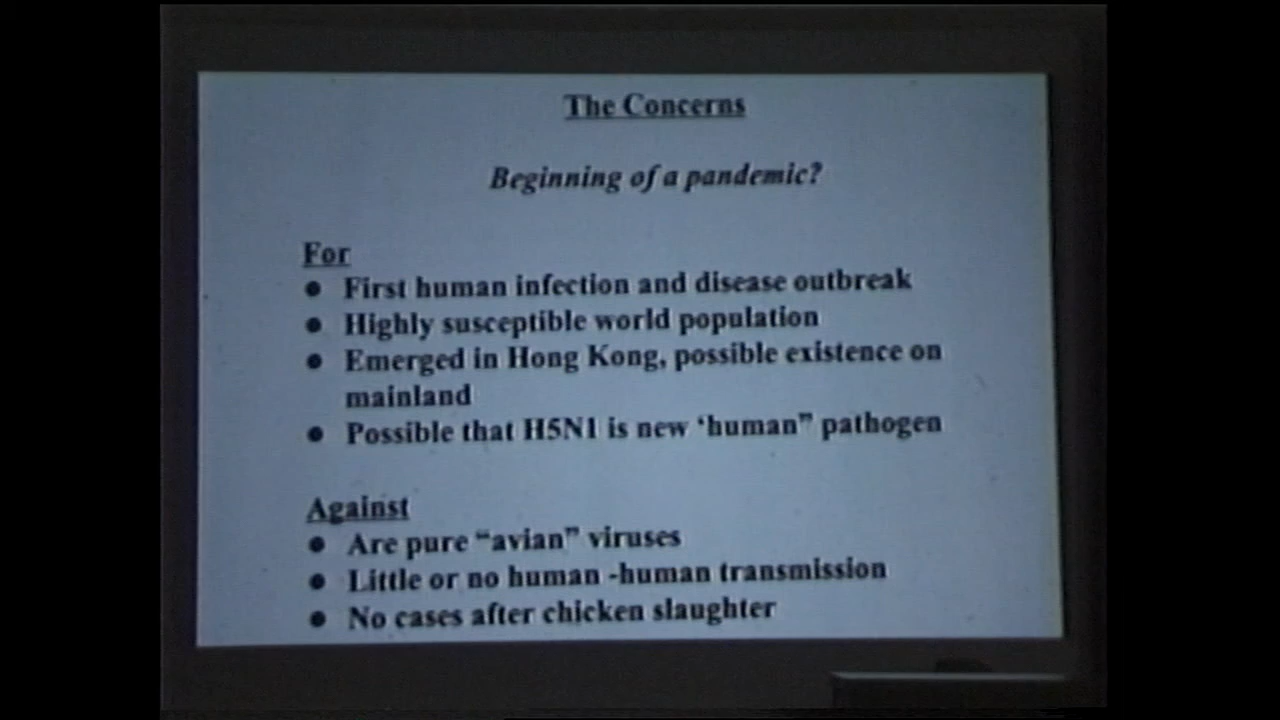 The Concerns
Beginning of a pandemic?
For
● First human infection and disease outbreak
● Highly susceptible world population
● Emerged in Hong Kong, possible existence on
mainland
● Possible that H5N1 is new ‘human” pathogen
Against
● Are pure “avian” viruses
● Little or no human -human transmission
● No cases after chicken slaughter